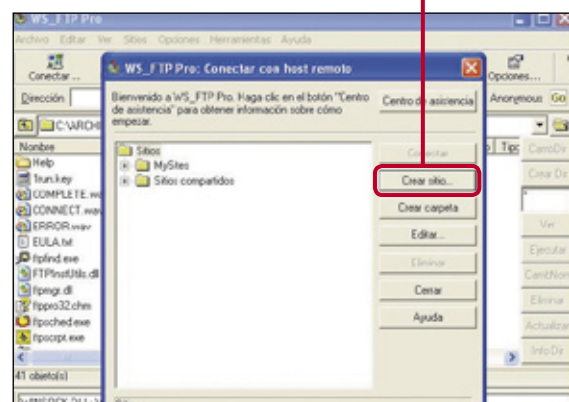 WS_FTP Pro
Archivo Editar Ver Sitios Opciones Herramientas Ayuda
Conectar...
Opciones...
Dirección
Anonymous
Go
WS_FTP Pro: Conectar con host remoto
Bienvenido a WS_FTP Pro. Haga clic en el botón "Centro
de asistencia" para obtener información sobre cómo
empezar.
Centro de asistencia
Sitios
MySites
Sitios compartidos
Conectar
Crear sitio...
Crear carpeta
Editar...
Eliminar
Cerrar
Ayuda
Nombre
Help
1run.key
COMPLETE.wa
CONNECT.wav
ERROR.wav
EULA.txt
ftpfind.exe
FTPInstUtils.dll
ftpmgr.dll
ftppro32.chm
ftpsched.exe
ftpscrpt.exe
41 objeto(s)
Tipo
CambDir
Crear Dir
*
Ver
Ejecutar
CambNom
Eliminar
Actualizar
InfoDir